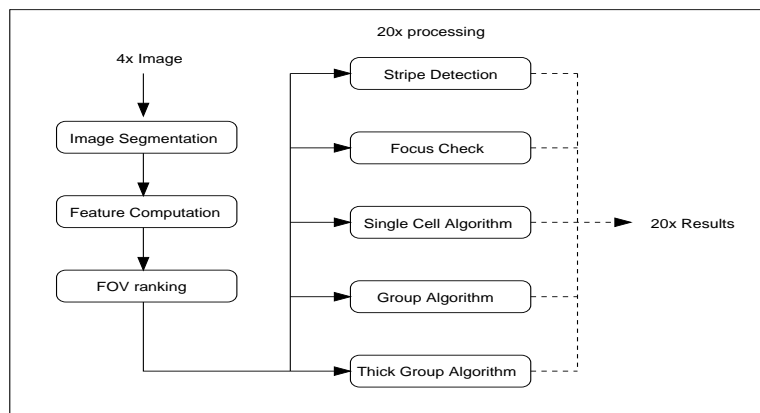 20x processing
4x Image
Stripe Detection
Image Segmentation
Focus Check
Feature Computation
Single Cell Algorithm
20x Results
FOV ranking
Group Algorithm
Thick Group Algorithm